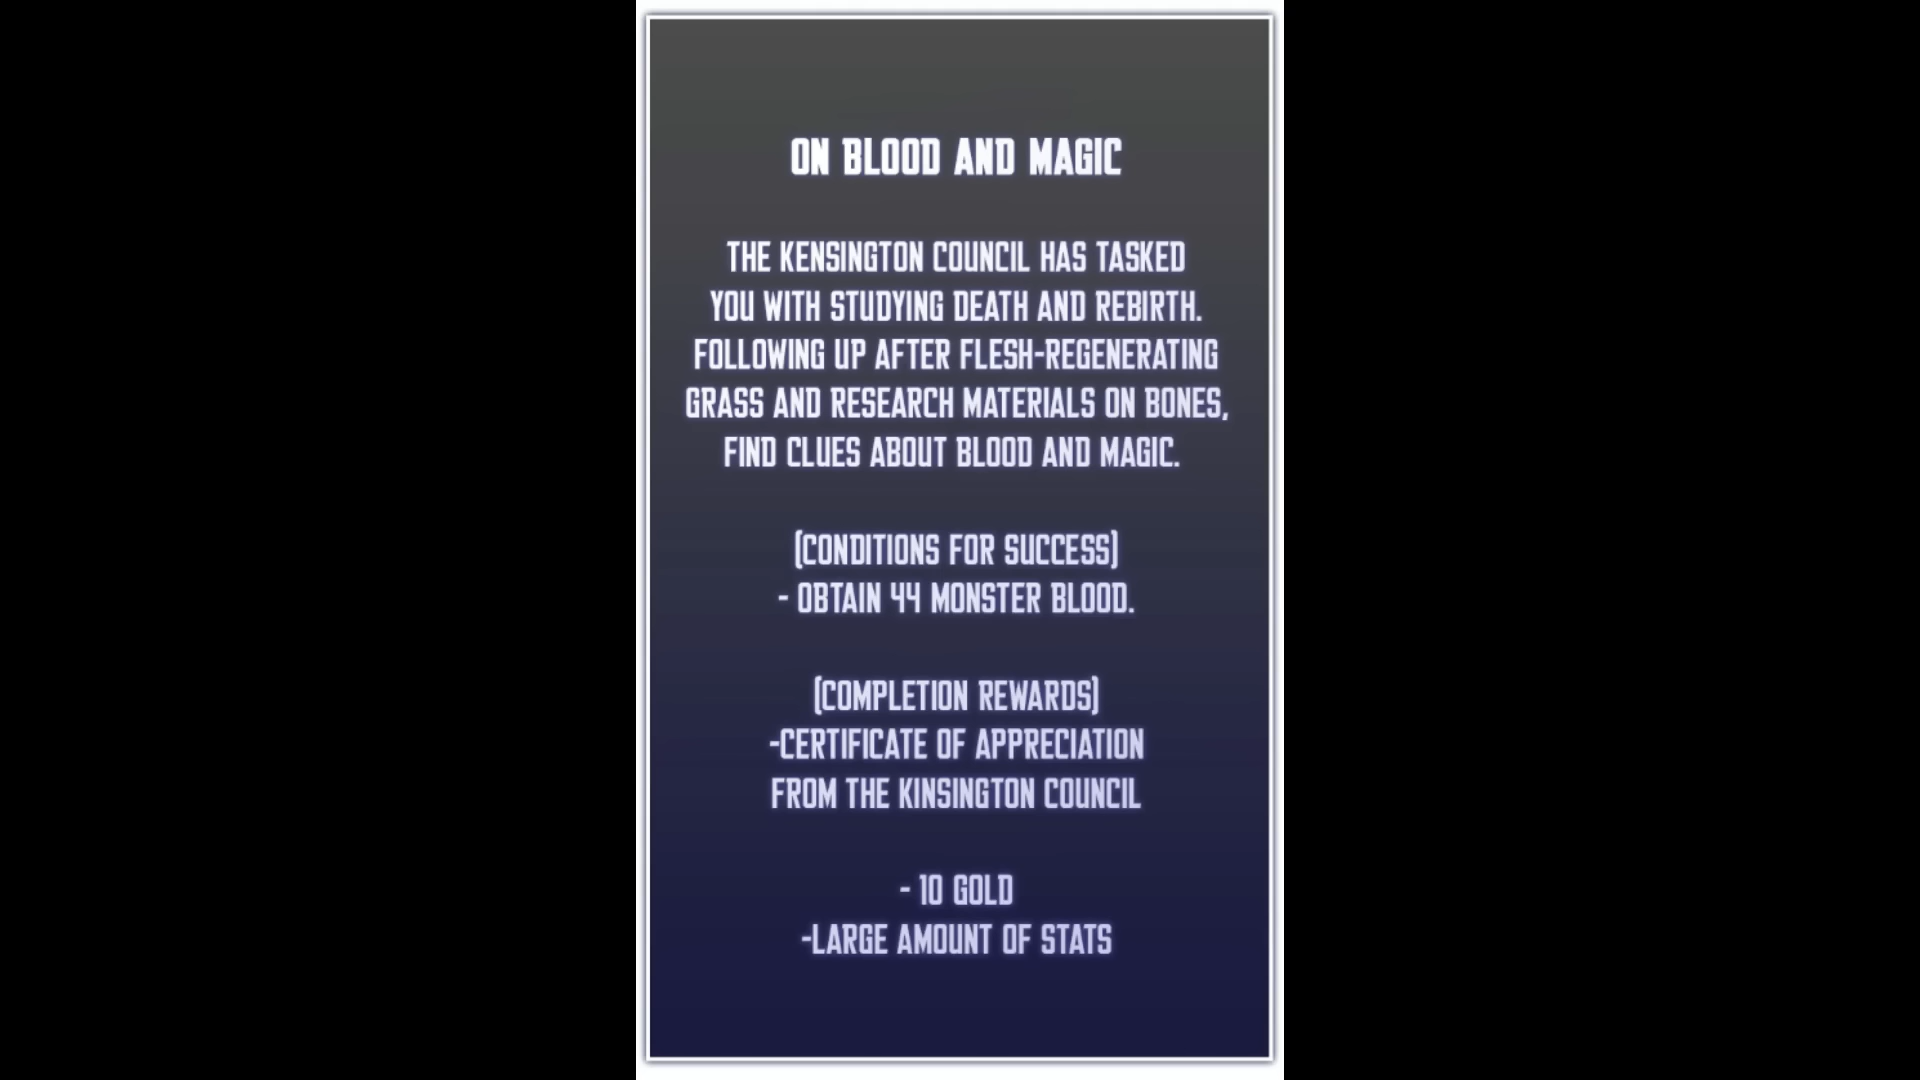 ON BLOOD AND MAGIC
THE KENSINGTON COUNCIL HAS TASKED
YOU WITH STUDYING DEATH AND REBIRTH.
FOLLOWING UP AFTER FLESH-REGENERATING
GRASS AND RESEARCH MATERIALS ON BONES,
FIND CLUES ABOUT BLOOD AND MAGIC.
(CONDITIONS FOR SUCCESS)
- OBTAIN 44 MONSTER BLOOD.
(COMPLETION REWARDS)
-CERTIFICATE OF APPRECIATION
FROM THE KINSINGTON COUNCIL
- 10 GOLD
-LARGE AMOUNT OF STATS